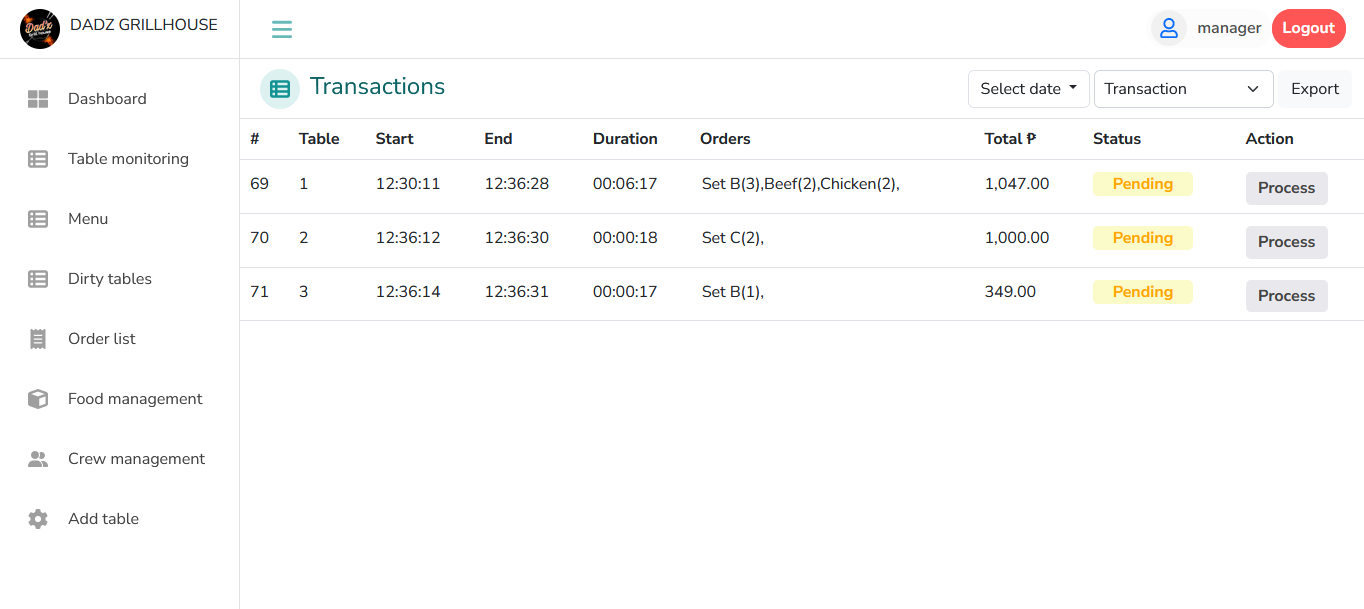 DADZ GRILLHOUSE
manager Logout
Dashboard
Table monitoring
Menu
Dirty tables
Order list
Food management
Crew management
Add table
Transactions
Select date Transaction Export
# Table Start End Duration Orders Total ₱ Status Action
69 1 12:30:11 12:36:28 00:06:17 Set B(3),Beef(2),Chicken(2), 1,047.00 Pending Process
70 2 12:36:12 12:36:30 00:00:18 Set C(2), 1,000.00 Pending Process
71 3 12:36:14 12:36:31 00:00:17 Set B(1), 349.00 Pending Process